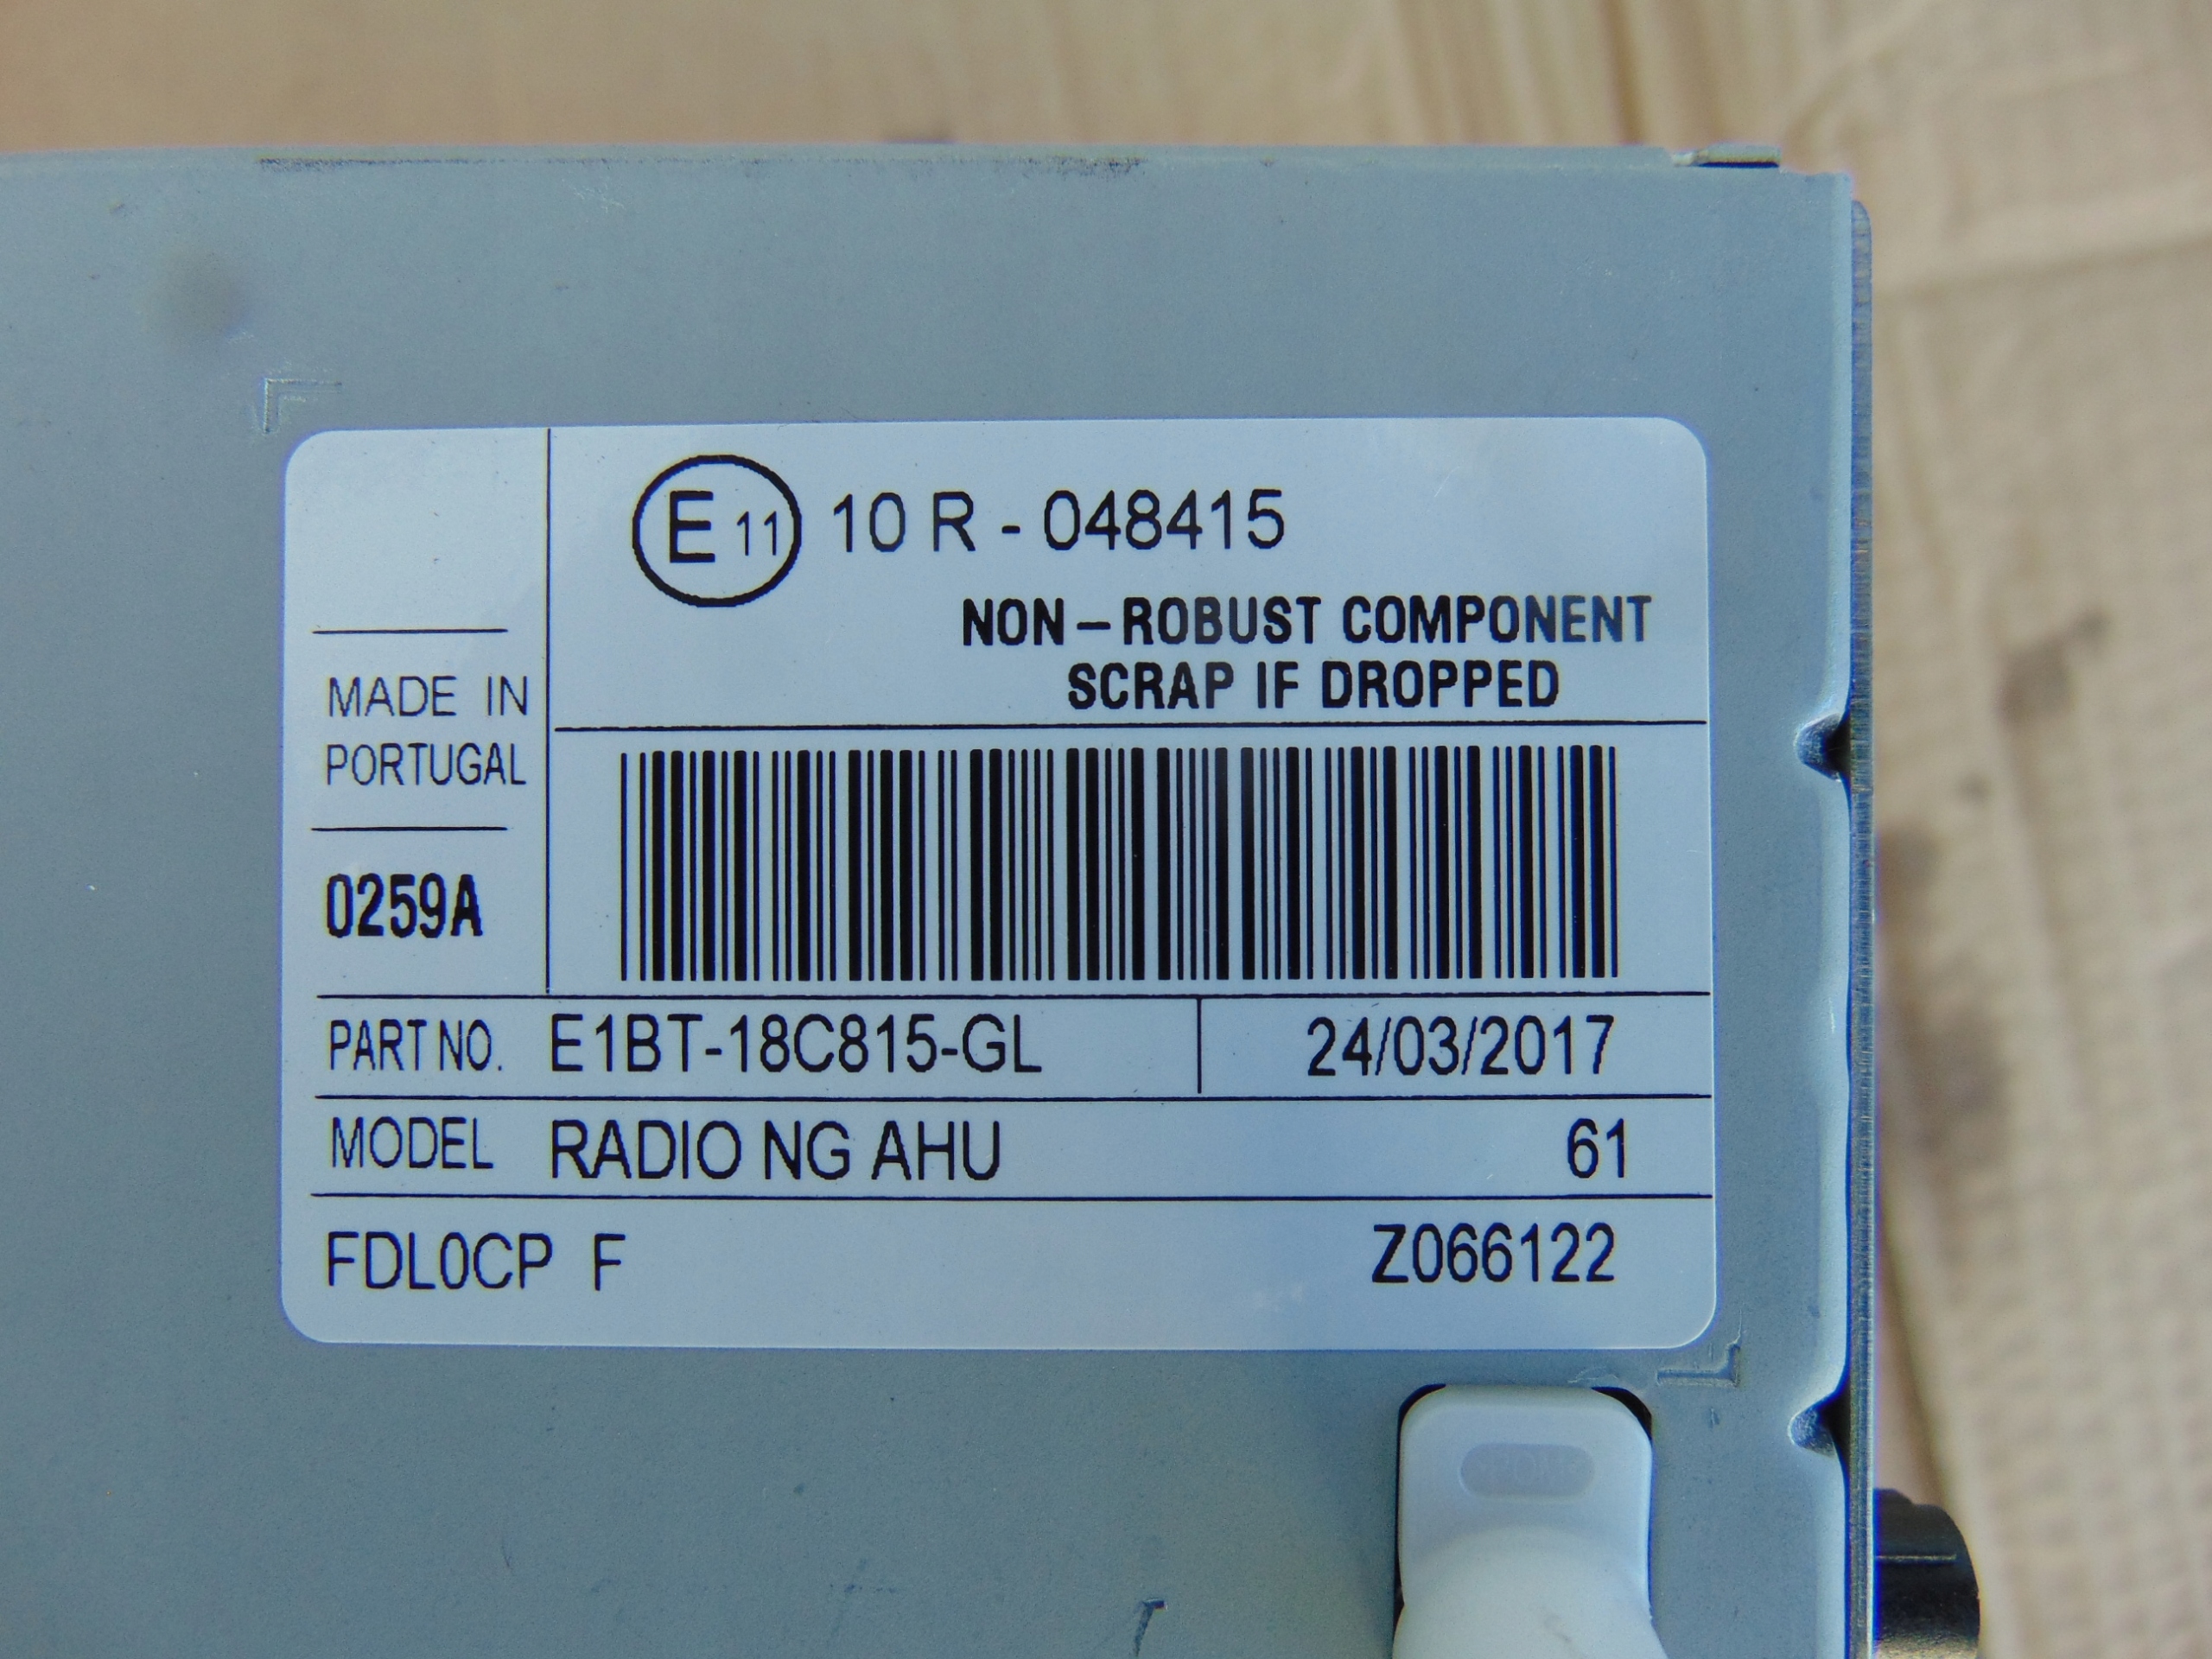 E 11 10 R - 048415
NON-ROBUST COMPONENT
SCRAP IF DROPPED
MADE IN
PORTUGAL
0259A
PART NO. E1BT-18C815-GL 24/03/2017
MODEL RADIO NG AHU 61
FDL0CP F Z066122